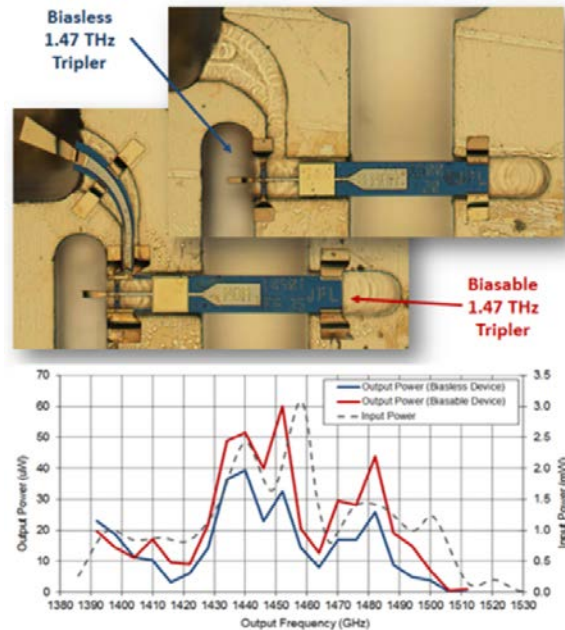 Biasless
1.47 THz
Tripler
JPL
Biasable
1.47 THz
Tripler
70
60
50
40
30
20
10
0
Output Power (uW)
3.5
3.0
2.5
2.0
1.5
1.0
0.5
0.0
Input Power (mW)
Output Power (Biasless Device)
Output Power (Biasable Device)
Input Power
1380 1390 1400 1410 1420 1430 1440 1450 1460 1470 1480 1490 1500 1510 1520 1530
Output Frequency (GHz)